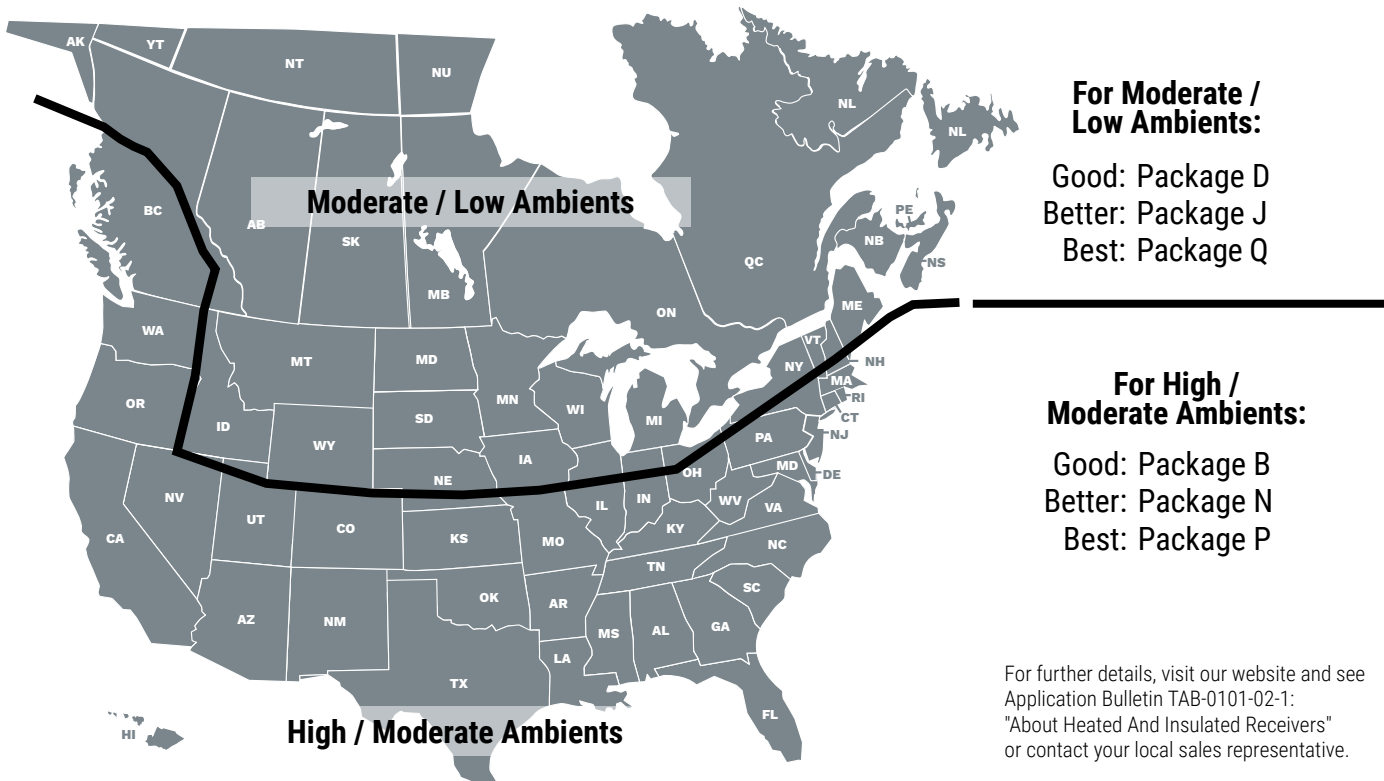 AK
YT
NT
NU
NL
NL
BC
AB
SK
MB
ON
QC
PE
NB
NS
Moderate / Low Ambients
WA
MT
MD
ME
VT
NH
NY
MA
RI
CT
NJ
OR
ID
WY
SD
MN
WI
MI
PA
MD
DE
NE
IA
IL
IN
OH
WV
VA
NV
UT
CO
KS
MO
KY
CA
NC
TN
SC
AZ
NM
OK
AR
MS
AL
GA
LA
TX
FL
HI
High / Moderate Ambients
For Moderate /
Low Ambients:
Good: Package D
Better: Package J
Best: Package Q
For High /
Moderate Ambients:
Good: Package B
Better: Package N
Best: Package P
For further details, visit our website and see
Application Bulletin TAB-0101-02-1:
"About Heated And Insulated Receivers"
or contact your local sales representative.